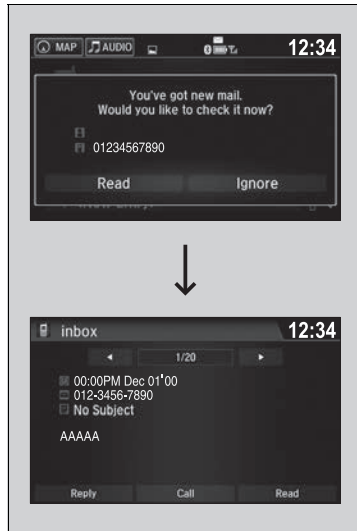 MAP AUDIO 12:34
You've got new mail.
Would you like to check it now?
01234567890
Read Ignore
inbox 12:34
1/20
00:00PM Dec 01'00
012-3456-7890
No Subject
AAAAA
Reply Call Read